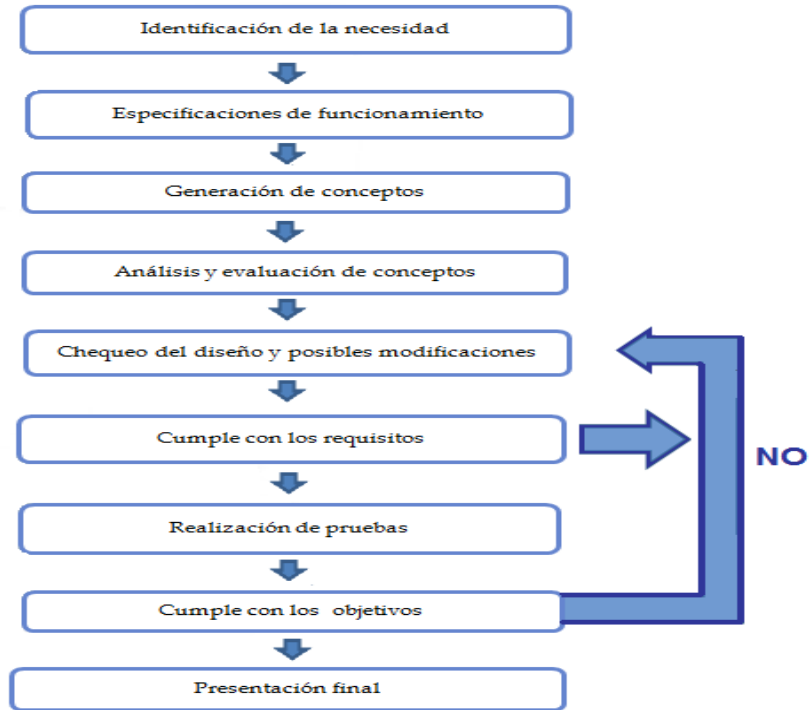 Identificación de la necesidad
Especificaciones de funcionamiento
Generación de conceptos
Análisis y evaluación de conceptos
Chequeo del diseño y posibles modificaciones
Cumple con los requisitos
NO
Realización de pruebas
Cumple con los objetivos
Presentación final